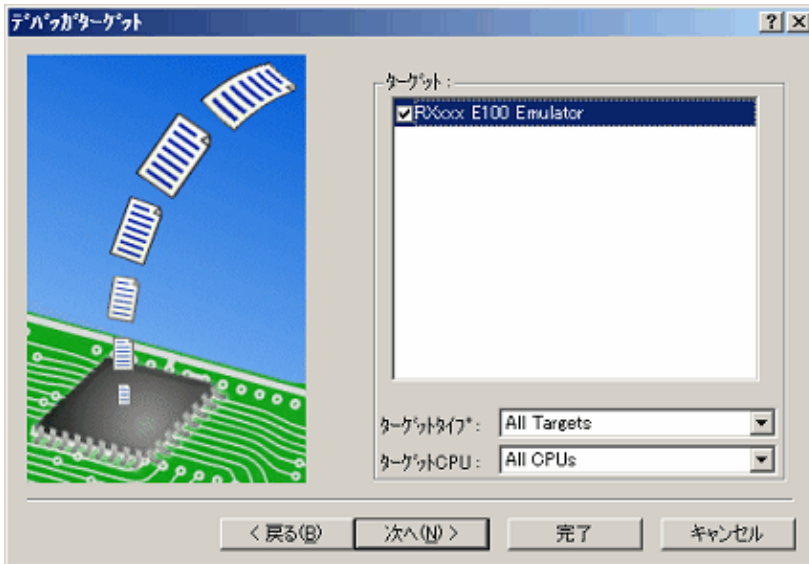 ﾃﾞﾊﾞｯｶﾞﾀｰｹﾞｯﾄ
ﾀｰｹﾞｯﾄ :
RXxxx E100 Emulator
ﾀｰｹﾞｯﾄﾀｲﾌﾟ : All Targets
ﾀｰｹﾞｯﾄCPU : All CPUs
< 戻る(B)
次へ(N) >
完了
キャンセル